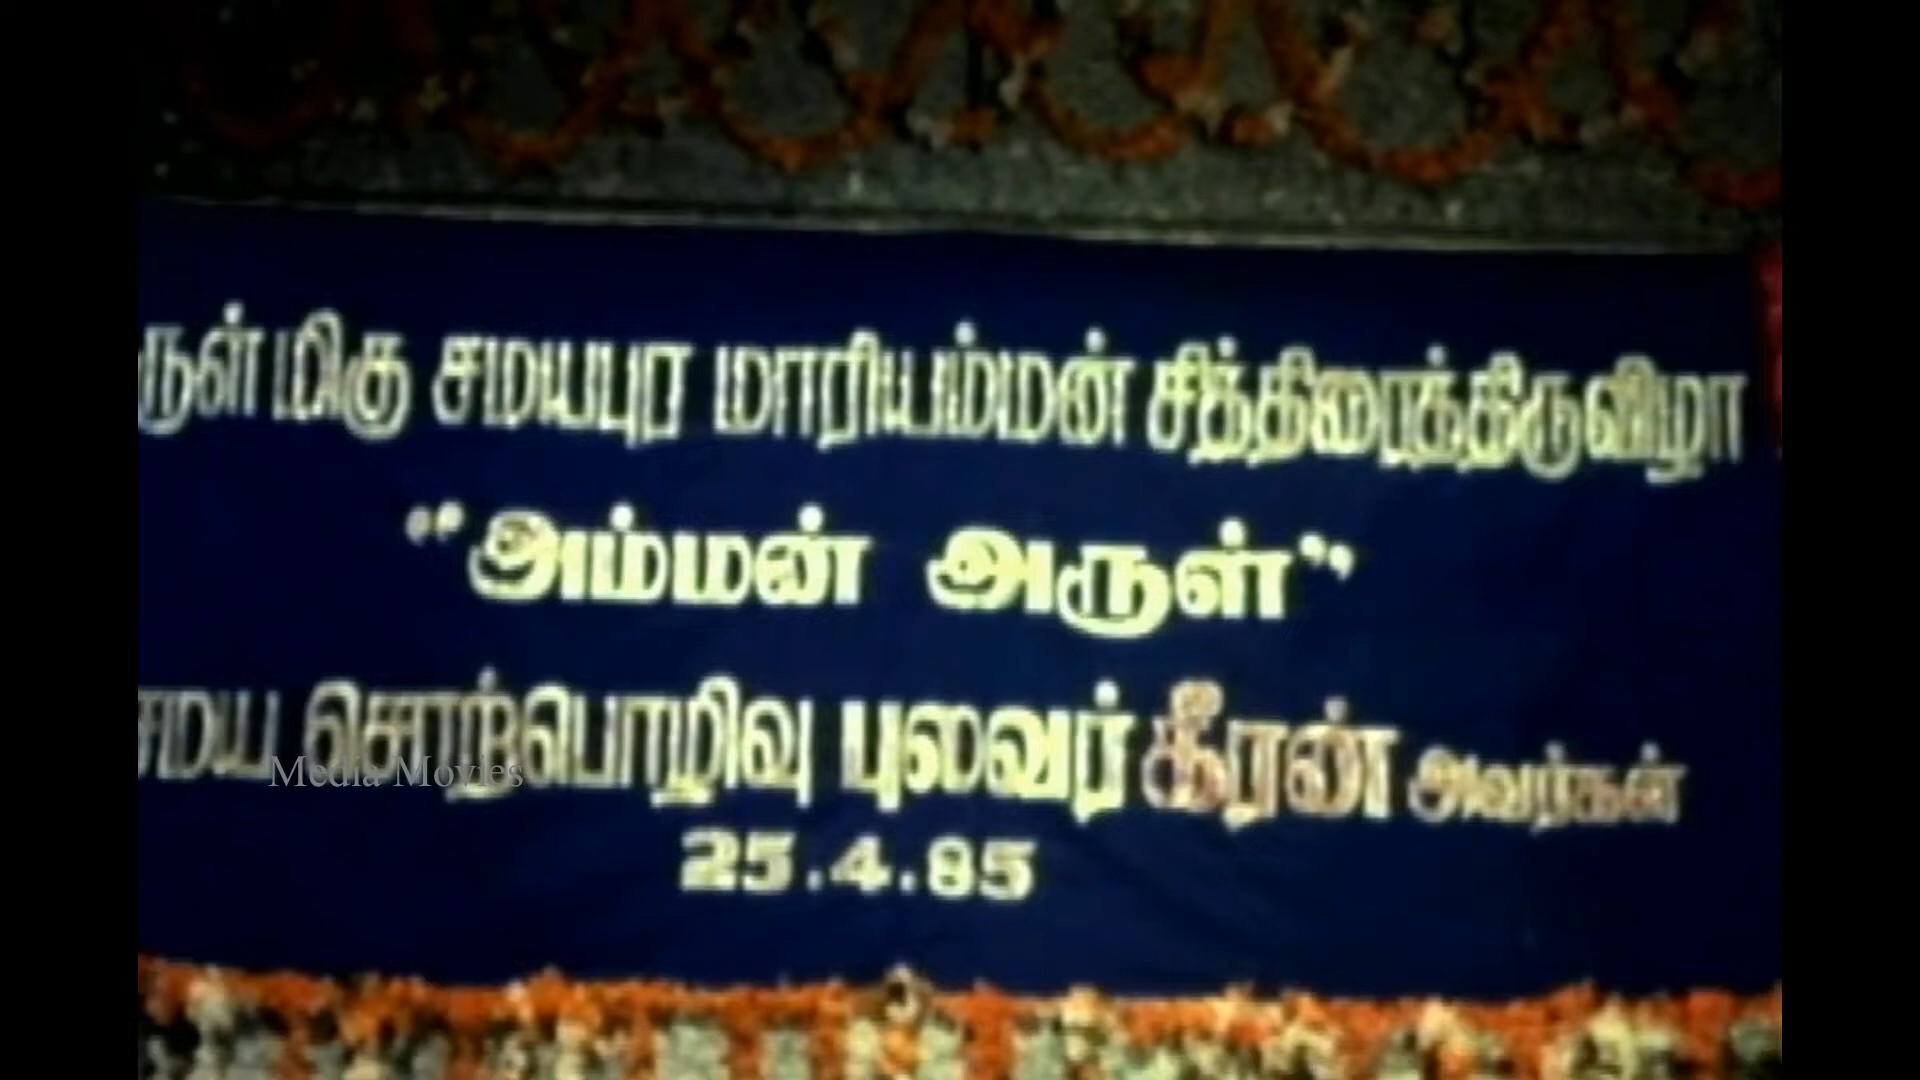 ருள் மிகு சமயபுர மாரியம்மன் சித்திரைத்திருவிழா
"அம்மன் அருள்"
சமய சொற்பொழிவு புலவர் கீரன் அவர்கள்
Media Movies
25.4.85